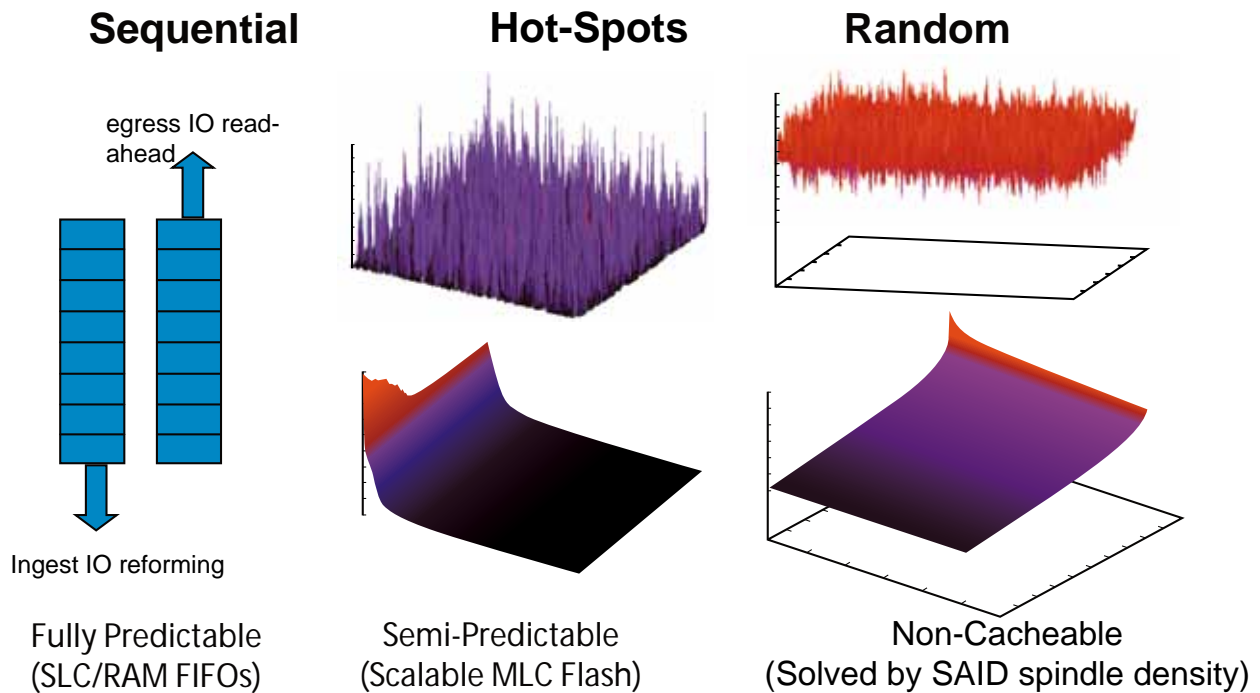 Sequential
Hot-Spots
Random
egress IO read-
ahead
Ingest IO reforming
Fully Predictable
(SLC/RAM FIFOs)
Semi-Predictable
(Scalable MLC Flash)
Non-Cacheable
(Solved by SAID spindle density)